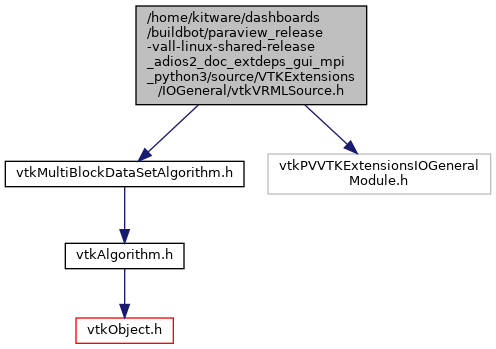 /home/kitware/dashboards
/buildbot/paraview_release
-vall-linux-shared-release
_adios2_doc_extdeps_gui_mpi
_python3/source/VTKExtensions
/IOGeneral/vtkVRMLSource.h
vtkMultiBlockDataSetAlgorithm.h
vtkPVVTKExtensionsIOGeneral
Module.h
vtkAlgorithm.h
vtkObject.h